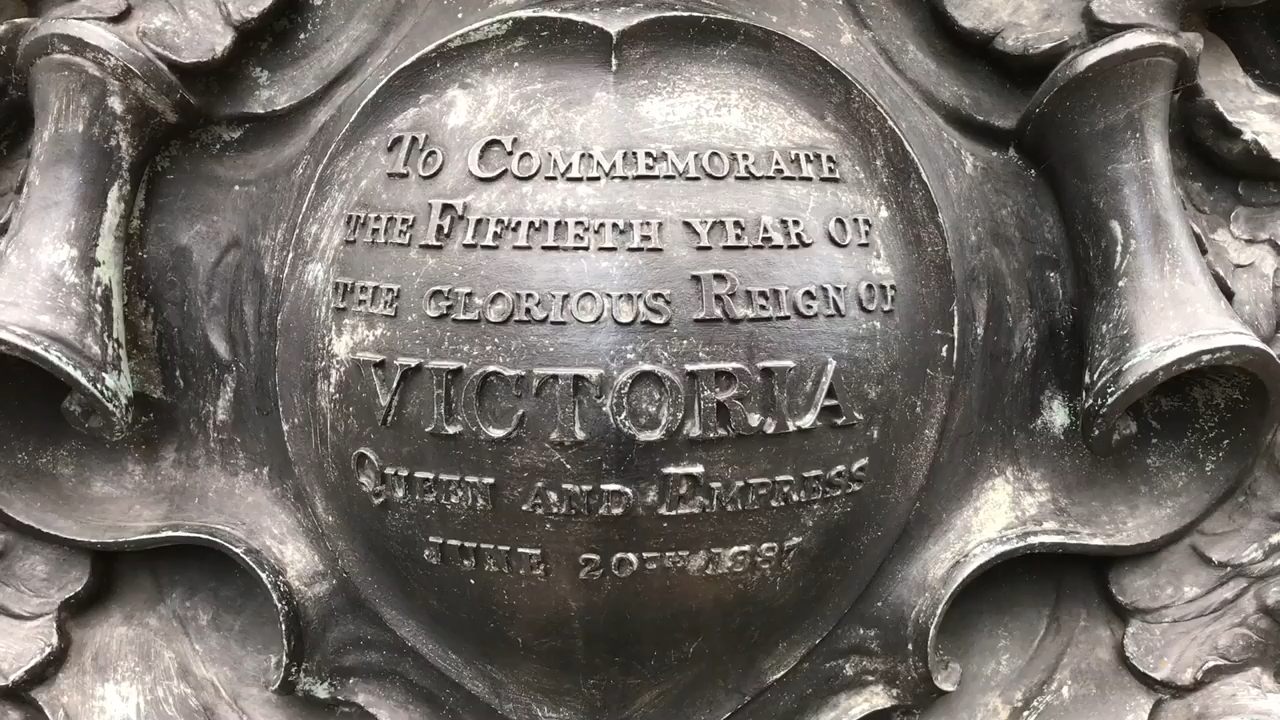 To COMMEMORATE
THE FIFTIETH YEAR OF
THE GLORIOUS REIGN OF
VICTORIA
QUEEN AND EMPRESS
JUNE 20TH 1887